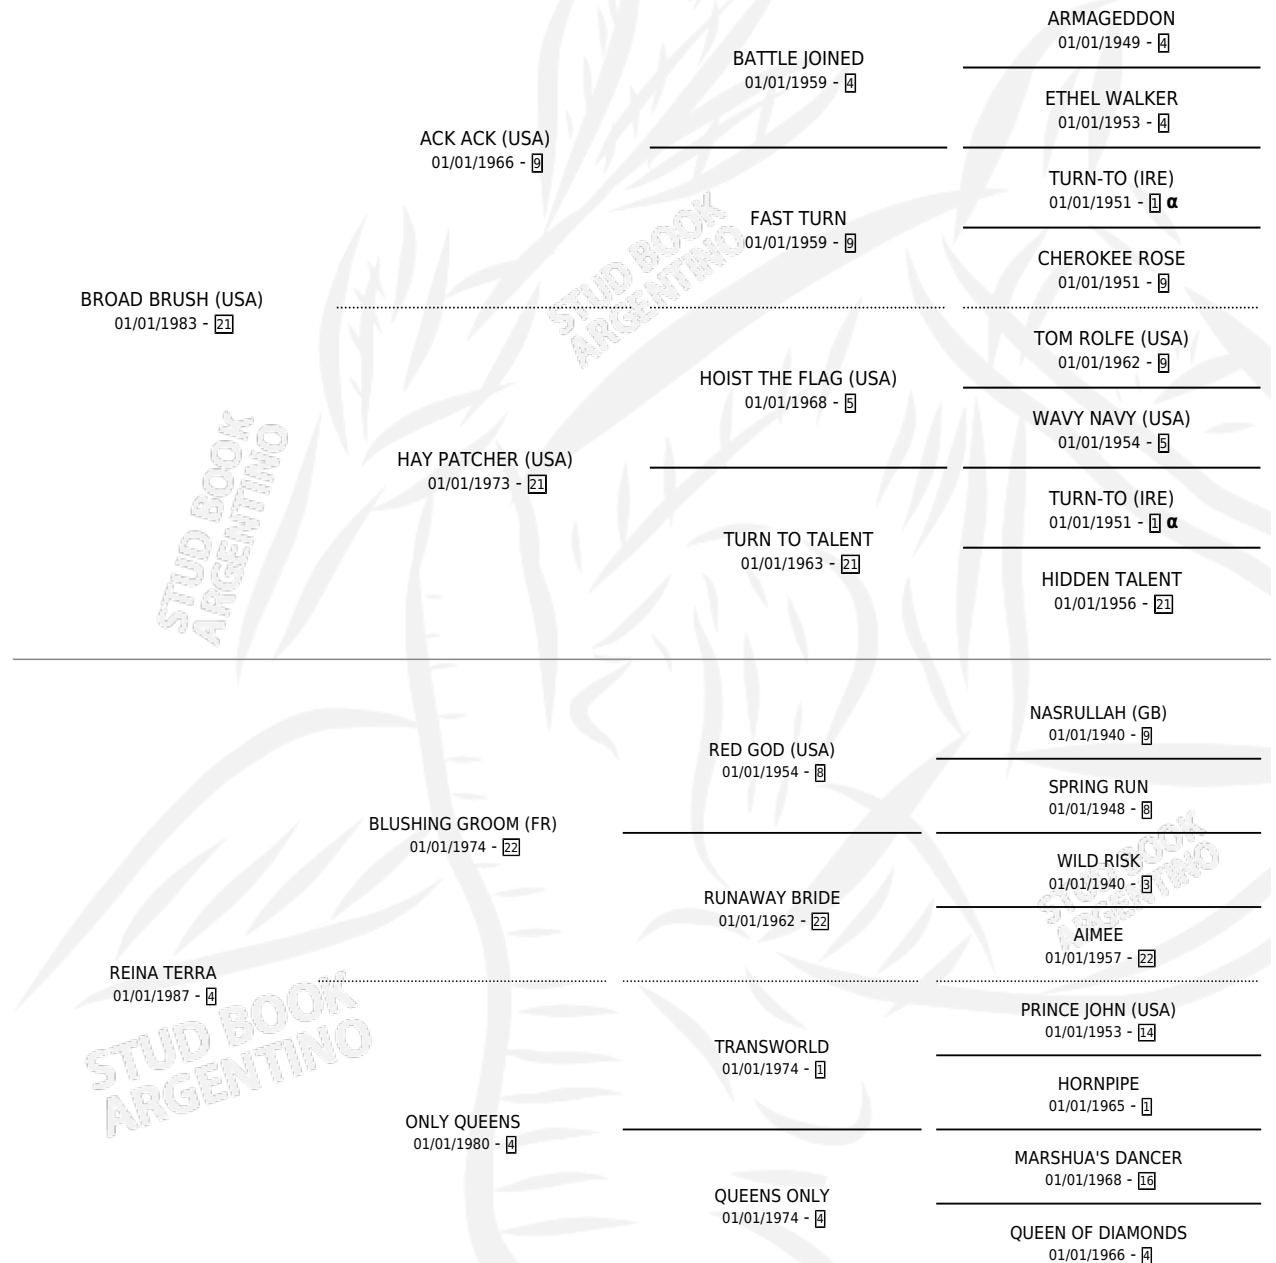 ARMAGEDDON
01/01/1949 - 4
BATTLE JOINED
01/01/1959 - 4
ETHEL WALKER
01/01/1953 - 4
ACK ACK (USA)
01/01/1966 - 9
TURN-TO (IRE)
01/01/1951 - 1 α
FAST TURN
01/01/1959 - 9
CHEROKEE ROSE
01/01/1951 - 9
BROAD BRUSH (USA)
01/01/1983 - 21
TOM ROLFE (USA)
01/01/1962 - 9
HOIST THE FLAG (USA)
01/01/1968 - 5
WAVY NAVY (USA)
01/01/1954 - 5
HAY PATCHER (USA)
01/01/1973 - 21
TURN-TO (IRE)
01/01/1951 - 1 α
TURN TO TALENT
01/01/1963 - 21
HIDDEN TALENT
01/01/1956 - 21
NASRULLAH (GB)
01/01/1940 - 9
RED GOD (USA)
01/01/1954 - 8
SPRING RUN
01/01/1948 - 8
BLUSHING GROOM (FR)
01/01/1974 - 22
WILD RISK
01/01/1940 - 3
RUNAWAY BRIDE
01/01/1962 - 22
AIMEE
01/01/1957 - 22
REINA TERRA
01/01/1987 - 4
PRINCE JOHN (USA)
01/01/1953 - 14
TRANSWORLD
01/01/1974 - 1
HORNPIPE
01/01/1965 - 1
ONLY QUEENS
01/01/1980 - 4
MARSHUA'S DANCER
01/01/1968 - 16
QUEENS ONLY
01/01/1974 - 4
QUEEN OF DIAMONDS
01/01/1966 - 4
STUD BOOK
ARGENTINO
STUD BOOK
ARGENTINO
STUD BOOK
ARGENTINO
STUD BOOK
ARGENTINO